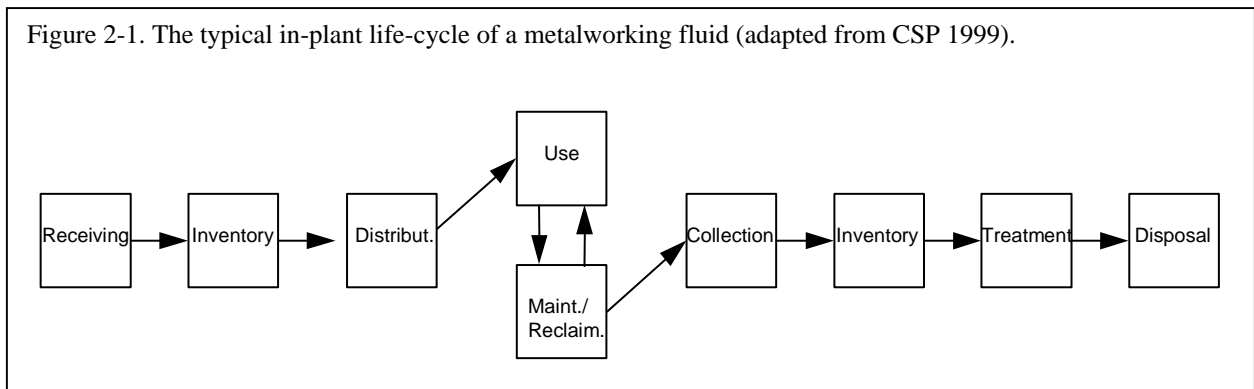 Figure 2-1. The typical in-plant life-cycle of a metalworking fluid (adapted from CSP 1999).
Use
Receiving
Inventory
Distribut.
Collection
Inventory
Treatment
Disposal
Maint./
Reclaim.